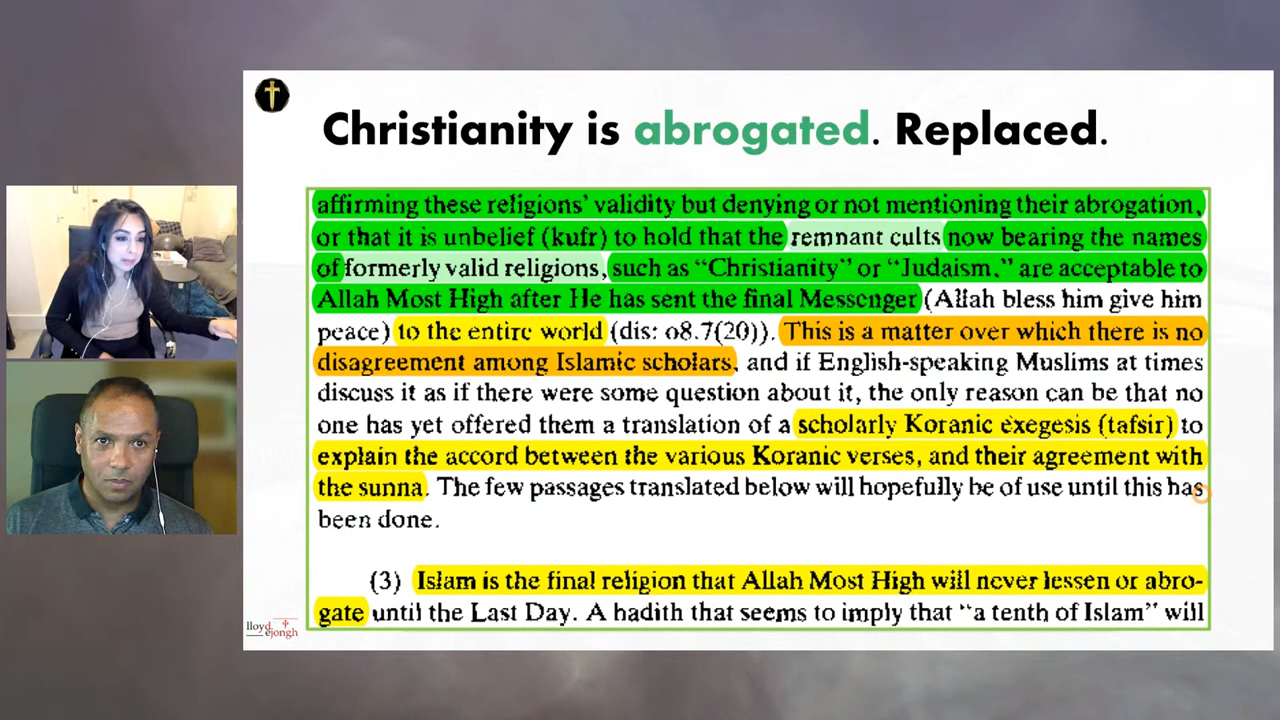 Christianity is abrogated. Replaced.
affirming these religions' validity but denying or not mentioning their abrogation,
or that it is unbelief (kufr) to hold that the remnant cults now bearing the names
of formerly valid religions, such as "Christianity" or "Judaism," are acceptable to
Allah Most High after He has sent the final Messenger (Allah bless him give him
peace) to the entire world (dis: o8.7(20)). This is a matter over which there is no
disagreement among Islamic scholars, and if English-speaking Muslims at times
discuss it as if there were some question about it, the only reason can be that no
one has yet offered them a translation of a scholarly Koranic exegesis (tafsir) to
explain the accord between the various Koranic verses, and their agreement with
the sunna. The few passages translated below will hopefully be of use until this has
been done.
(3) Islam is the final religion that Allah Most High will never lessen or abro-
gate until the Last Day. A hadith that seems to imply that "a tenth of Islam" will
lloyd
dejongh